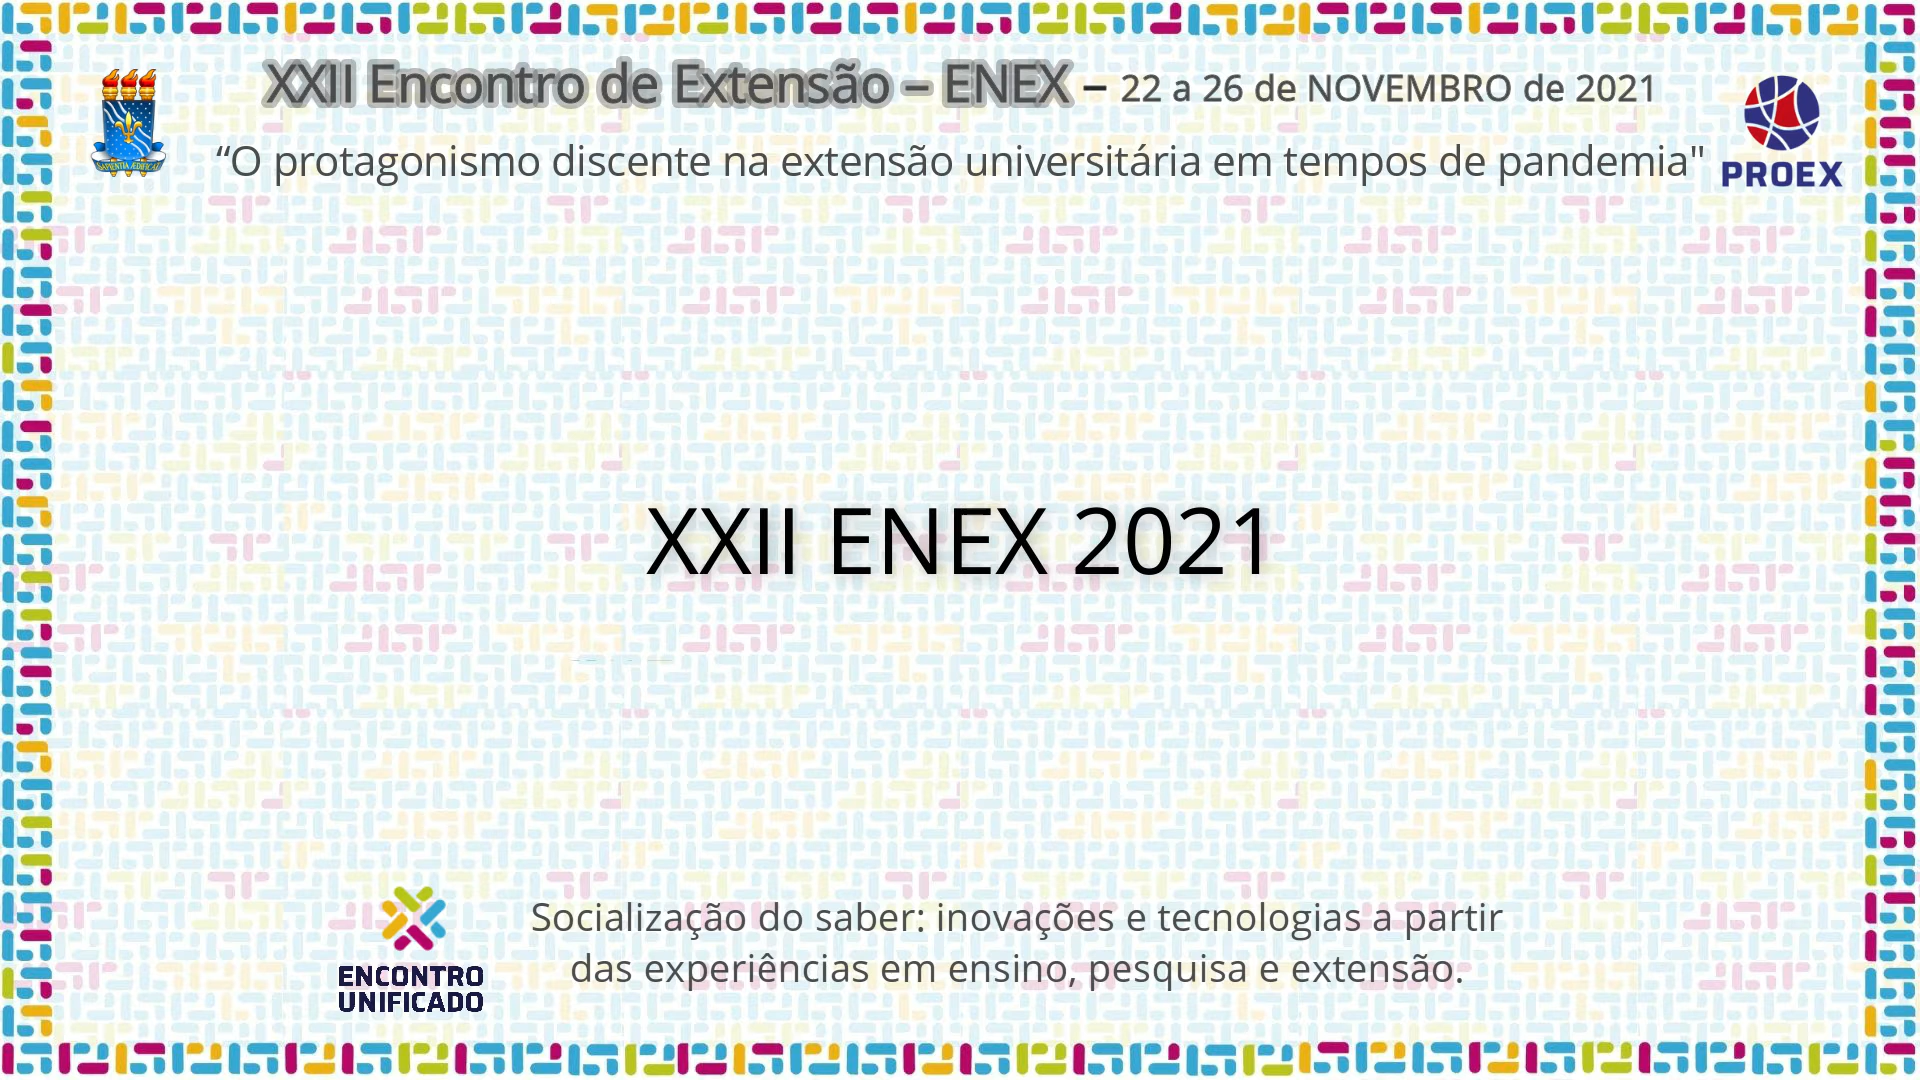 XXII Encontro de Extensão – ENEX – 22 a 26 de NOVEMBRO de 2021
“O protagonismo discente na extensão universitária em tempos de pandemia"
SAPIENTIA ÆDIFICAT
PROEX
XXII ENEX 2021
Socialização do saber: inovações e tecnologias a partir
das experiências em ensino, pesquisa e extensão.
ENCONTRO
UNIFICADO